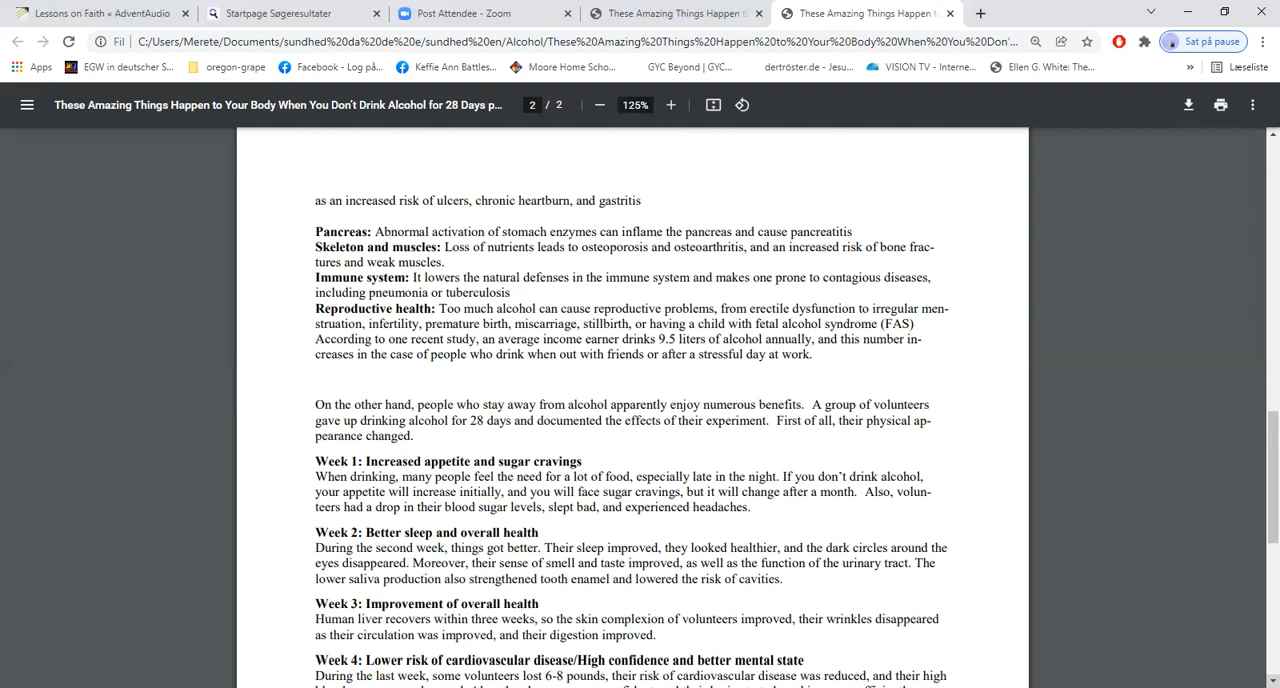 Lessons on Faith « AdventAudio
Startpage Søgeresultater
Post Attendee - Zoom
These Amazing Things Happen t
These Amazing Things Happen t
Fil
C:/Users/Merete/Documents/sundhed%20da%20de%20e/sundhed%20en/Alcohol/These%20Amazing%20Things%20Happen%20to%20Your%20Body%20When%20You%20Don'...
Sat på pause
Apps
EGW in deutscher S...
oregon-grape
Facebook - Log på...
Keffie Ann Battles...
Moore Home Scho...
GYC Beyond | GYC...
dertröster.de - Jesu...
VISION TV - Interne...
Ellen G. White: The...
»
Læseliste
These Amazing Things Happen to Your Body When You Don't Drink Alcohol for 28 Days p...
2 / 2
125%
as an increased risk of ulcers, chronic heartburn, and gastritis
Pancreas: Abnormal activation of stomach enzymes can inflame the pancreas and cause pancreatitis
Skeleton and muscles: Loss of nutrients leads to osteoporosis and osteoarthritis, and an increased risk of bone frac-
tures and weak muscles.
Immune system: It lowers the natural defenses in the immune system and makes one prone to contagious diseases,
including pneumonia or tuberculosis
Reproductive health: Too much alcohol can cause reproductive problems, from erectile dysfunction to irregular men-
struation, infertility, premature birth, miscarriage, stillbirth, or having a child with fetal alcohol syndrome (FAS)
According to one recent study, an average income earner drinks 9.5 liters of alcohol annually, and this number in-
creases in the case of people who drink when out with friends or after a stressful day at work.
On the other hand, people who stay away from alcohol apparently enjoy numerous benefits.  A group of volunteers
gave up drinking alcohol for 28 days and documented the effects of their experiment.  First of all, their physical ap-
pearance changed.
Week 1: Increased appetite and sugar cravings
When drinking, many people feel the need for a lot of food, especially late in the night. If you don't drink alcohol,
your appetite will increase initially, and you will face sugar cravings, but it will change after a month.  Also, volun-
teers had a drop in their blood sugar levels, slept bad, and experienced headaches.
Week 2: Better sleep and overall health
During the second week, things got better. Their sleep improved, they looked healthier, and the dark circles around the
eyes disappeared. Moreover, their sense of smell and taste improved, as well as the function of the urinary tract. The
lower saliva production also strengthened tooth enamel and lowered the risk of cavities.
Week 3: Improvement of overall health
Human liver recovers within three weeks, so the skin complexion of volunteers improved, their wrinkles disappeared
as their circulation was improved, and their digestion improved.
Week 4: Lower risk of cardiovascular disease/High confidence and better mental state
During the last week, some volunteers lost 6-8 pounds, their risk of cardiovascular disease was reduced, and their high